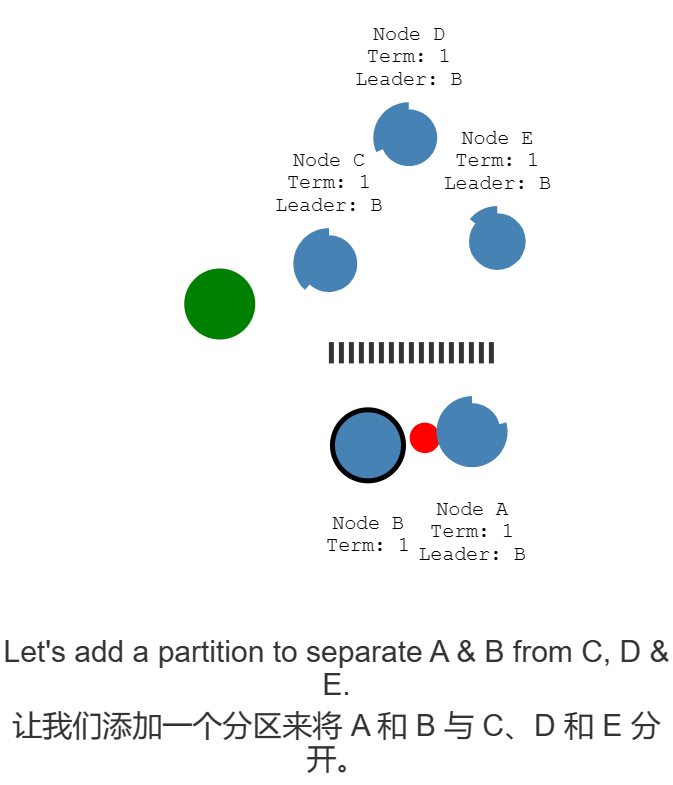 Node D
Term: 1
Leader: B
Node E
Term: 1
Leader: B
Node C
Term: 1
Leader: B
Node B
Term: 1
Node A
Term: 1
Leader: B
Let's add a partition to separate A & B from C, D &
E.
让我们添加一个分区来将 A 和 B 与 C、D 和 E 分
开。